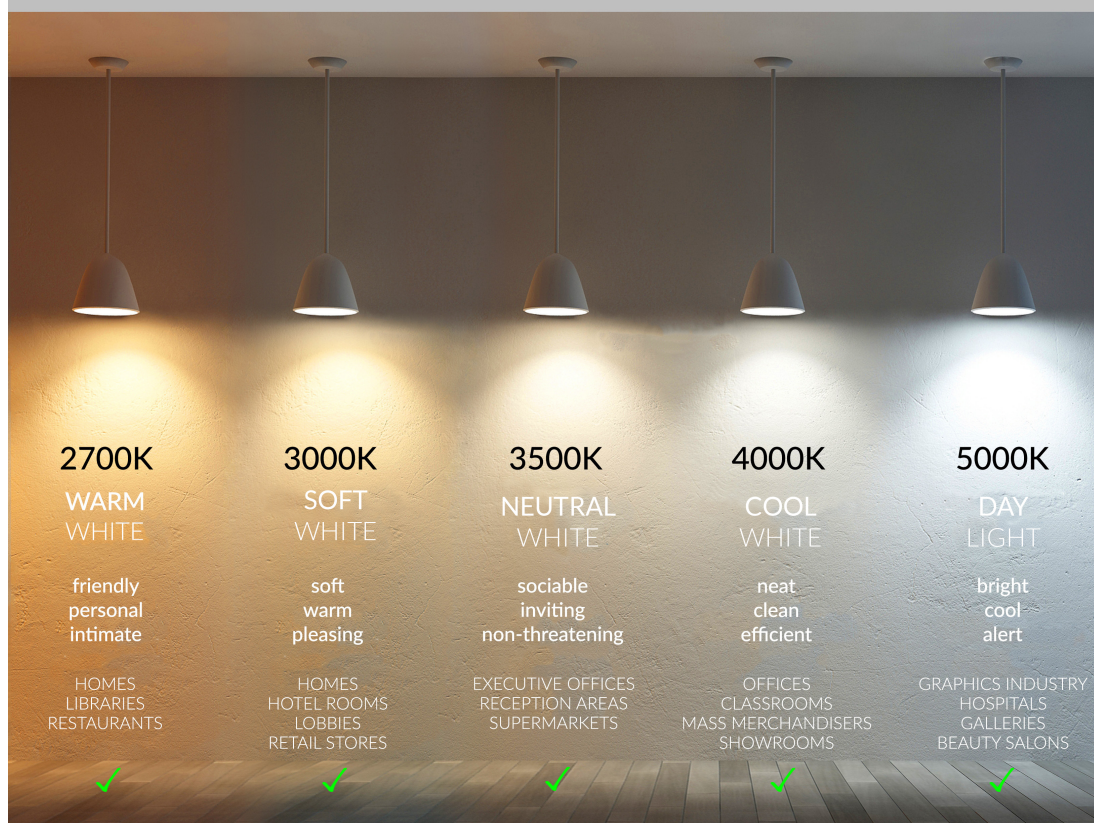 2700K
WARM
WHITE
friendly
personal
intimate
HOMES
LIBRARIES
RESTAURANTS
3000K
SOFT
WHITE
soft
warm
pleasing
HOMES
HOTEL ROOMS
LOBBIES
RETAIL STORES
3500K
NEUTRAL
WHITE
sociable
inviting
non-threatening
EXECUTIVE OFFICES
RECEPTION AREAS
SUPERMARKETS
4000K
COOL
WHITE
neat
clean
efficient
OFFICES
CLASSROOMS
MASS MERCHANDISERS
SHOWROOMS
5000K
DAY
LIGHT
bright
cool
alert
GRAPHICS INDUSTRY
HOSPITALS
GALLERIES
BEAUTY SALONS